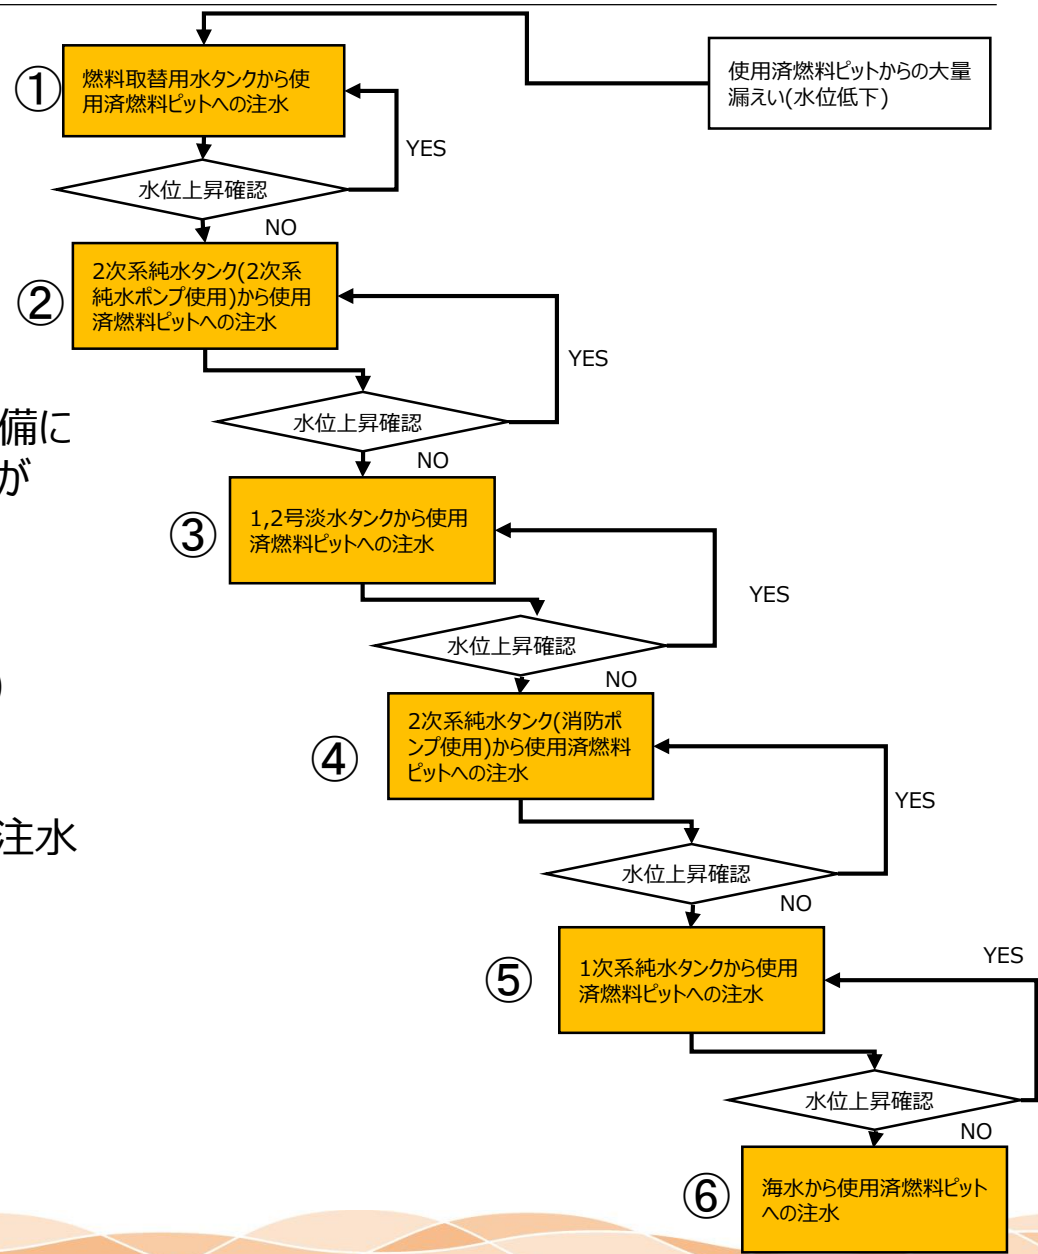 使用済燃料ピットからの大量
漏えい(水位低下)
①
燃料取替用水タンクから使
用済燃料ピットへの注水
YES
水位上昇確認
NO
②
2次系純水タンク(2次系
純水ポンプ使用)から使用
済燃料ピットへの注水
YES
水位上昇確認
NO
備に
が
③
1,2号淡水タンクから使用
済燃料ピットへの注水
YES
水位上昇確認
NO
)
④
2次系純水タンク(消防ポ
ンプ使用)から使用済燃料
ピットへの注水
YES
注水
水位上昇確認
NO
⑤
1次系純水タンクから使用
済燃料ピットへの注水
YES
水位上昇確認
NO
⑥
海水から使用済燃料ピット
への注水